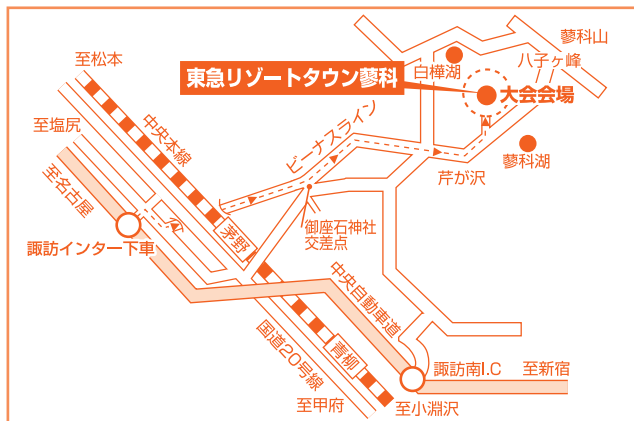 至松本
至塩尻
至名古屋
諏訪インター下車
中央本線
茅野
東急リゾートタウン蓼科
ビーナスライン
御座石神社
交差点
白樺湖
蓼科山
八子ヶ峰
大会会場
蓼科湖
芹が沢
中央自動車道
国道20号線
青柳
至甲府
至小淵沢
諏訪南I.C
至新宿